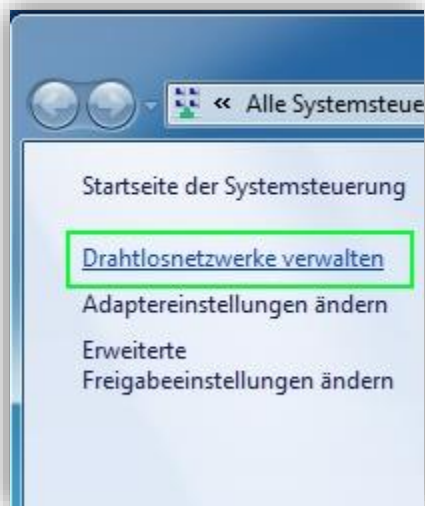 « Alle Systemsteue
Startseite der Systemsteuerung
Drahtlosnetzwerke verwalten
Adaptereinstellungen ändern
Erweiterte
Freigabeeinstellungen ändern